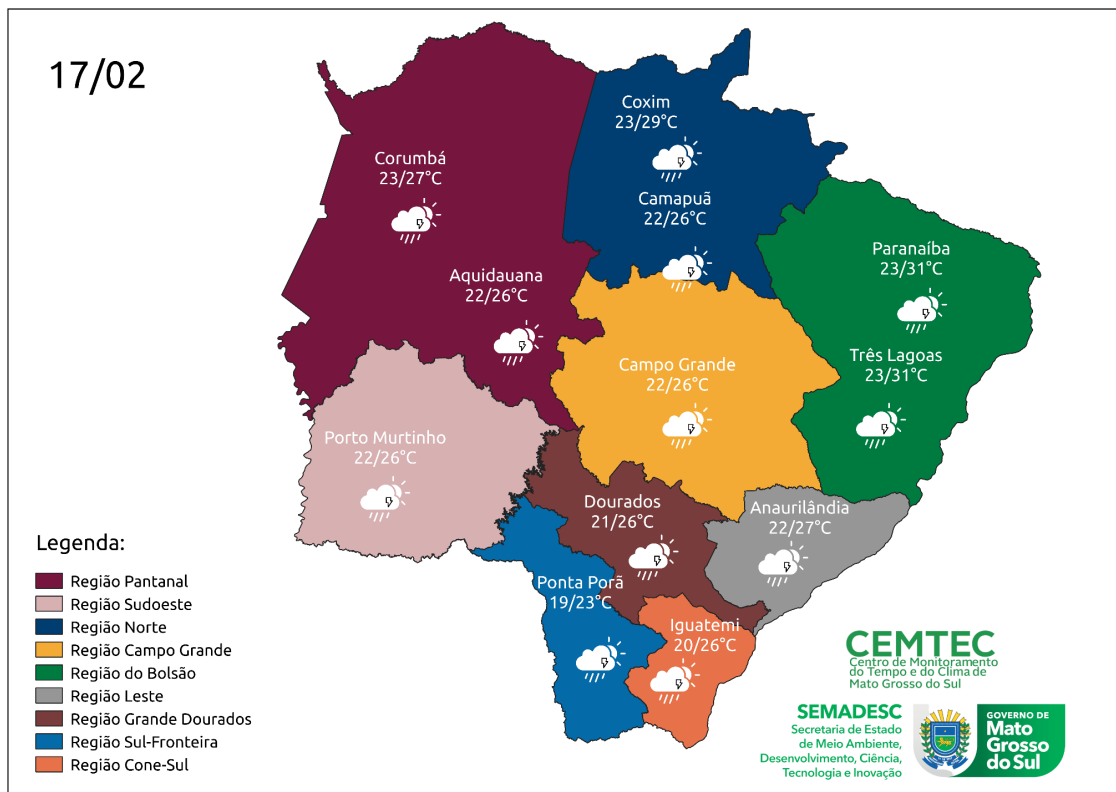 17/02
Coxim
23/29°C
Corumbá
23/27°C
Camapuã
22/26°C
Paranaíba
23/31°C
Aquidauana
22/26°C
Três Lagoas
23/31°C
Campo Grande
22/26°C
Porto Murtinho
22/26°C
Dourados
21/26°C
Anaurilândia
22/27°C
Ponta Porã
19/23°C
Iguatemi
20/26°C
Legenda:
Região Pantanal
Região Sudoeste
Região Norte
Região Campo Grande
Região do Bolsão
Região Leste
Região Grande Dourados
Região Sul-Fronteira
Região Cone-Sul
CEMTEC
Centro de Monitoramento
do Tempo e do Clima de
Mato Grosso do Sul
SEMADESC
Secretaria de Estado
de Meio Ambiente,
Desenvolvimento, Ciência,
Tecnologia e Inovação
GOVERNO DE
Mato
Grosso
do Sul